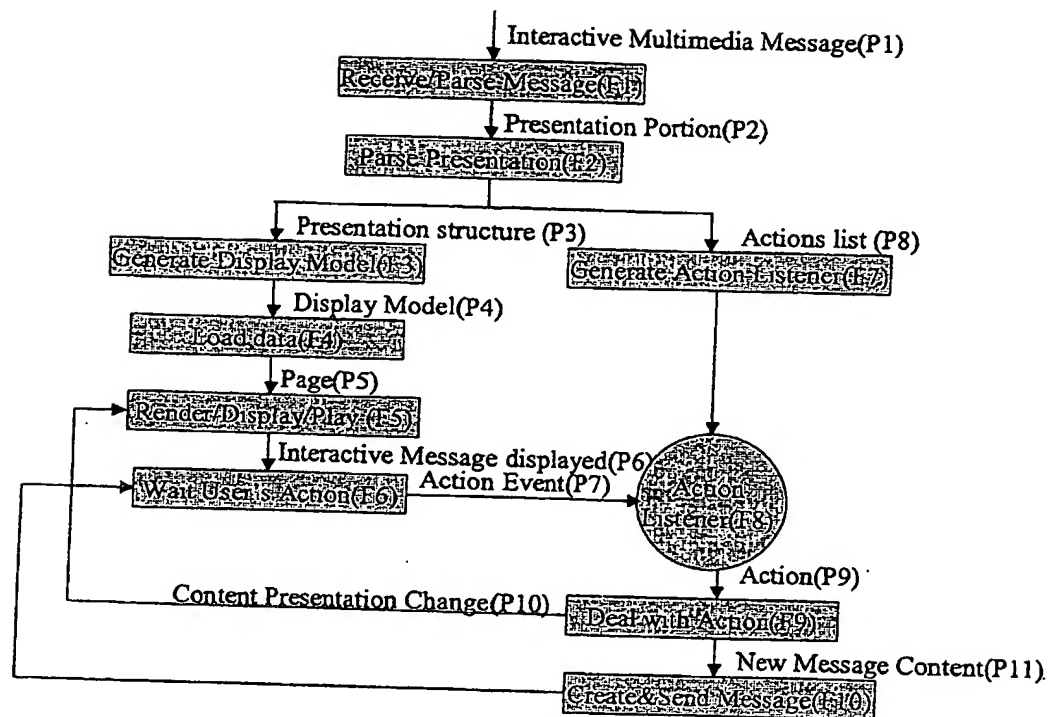 Interactive Multimedia Message(P1)
Receive/Parse Message(F1)
Presentation Portion(P2)
Parse Presentation(F2)
Presentation structure (P3)
Actions list (P8)
Generate Display Model(F3)
Generate Action Listener(F7)
Display Model(P4)
Load data(F4)
Page(P5)
Render/Display/Play (F5)
Interactive Message displayed(P6)
Wait User's Action(F6)
Action Event(P7)
Action
Listener(F8)
Action(P9)
Content Presentation Change(P10)
Deal with Action(F9)
New Message Content(P11)
Create&Send Message(F10)